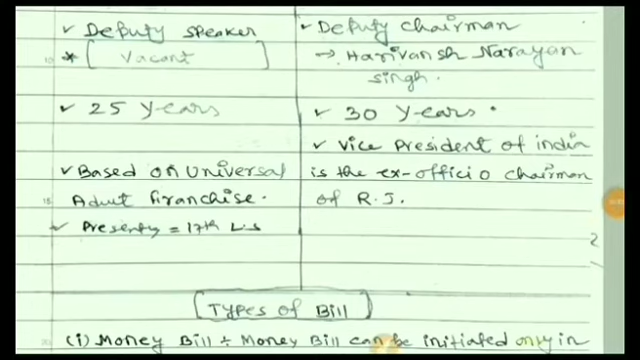 ✓ Deputy speaker
* [ Vacant ]
✓ 25 Years
✓ Based on Universal
Adult Franchise.
✓ Presenty = 17th L.S
✓ Deputy chairman
→ Harivansh Narayan
singh.
✓ 30 Years
✓ Vice President of india
is the ex-officio chairman
of R.S.
[Types of Bill]
(i) Money Bill ÷ Money Bill can be initiated only in